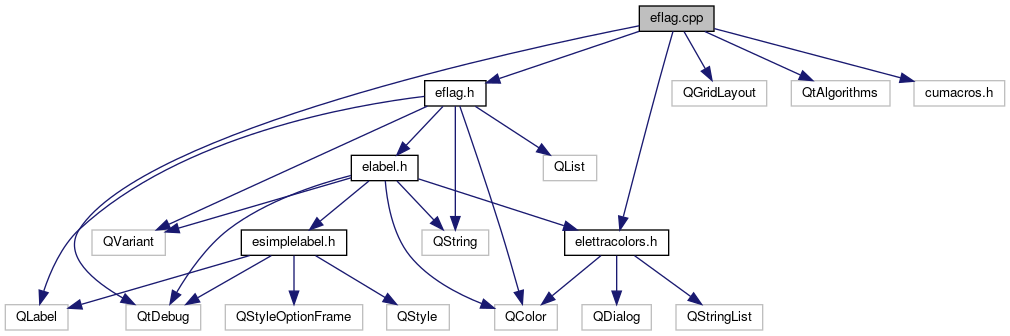 eflag.cpp
eflag.h
QGridLayout
QtAlgorithms
cumacros.h
elabel.h
QList
QVariant
esimplelabel.h
QString
elettracolors.h
QLabel
QtDebug
QStyleOptionFrame
QStyle
QColor
QDialog
QStringList